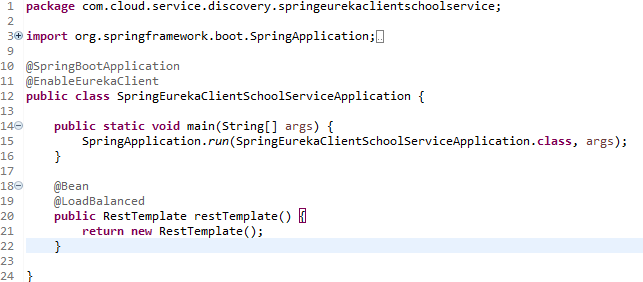 1 package com.cloud.service.discovery.springeurekaclientschoolservice;
2
3 import org.springframework.boot.SpringApplication;
9
10 @SpringBootApplication
11 @EnableEurekaClient
12 public class SpringEurekaClientSchoolServiceApplication {
13
14     public static void main(String[] args) {
15         SpringApplication.run(SpringEurekaClientSchoolServiceApplication.class, args);
16     }
17
18     @Bean
19     @LoadBalanced
20     public RestTemplate restTemplate() {
21         return new RestTemplate();
22     }
23
24 }